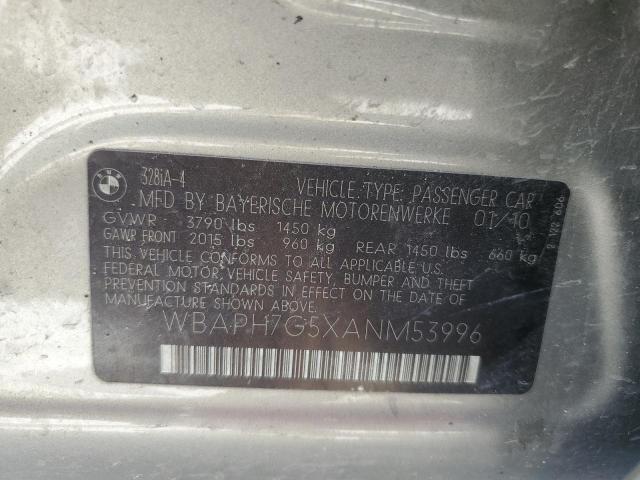 BMW
328iA-4
VEHICLE: TYPE: PASSENGER CAR
MFD BY BAYERISCHE MOTORENWERKE 01/10
GVWR 3790 lbs 1450 kg
GAWR FRONT 2015 lbs 960 kg REAR 1450 lbs 660 kg
THIS VEHICLE CONFORMS TO ALL APPLICABLE U.S.
FEDERAL MOTOR VEHICLE SAFETY, BUMPER AND THEFT
PREVENTION STANDARDS IN EFFECT ON THE DATE OF
MANUFACTURE SHOWN ABOVE:
WBAPH7G5XANM53996